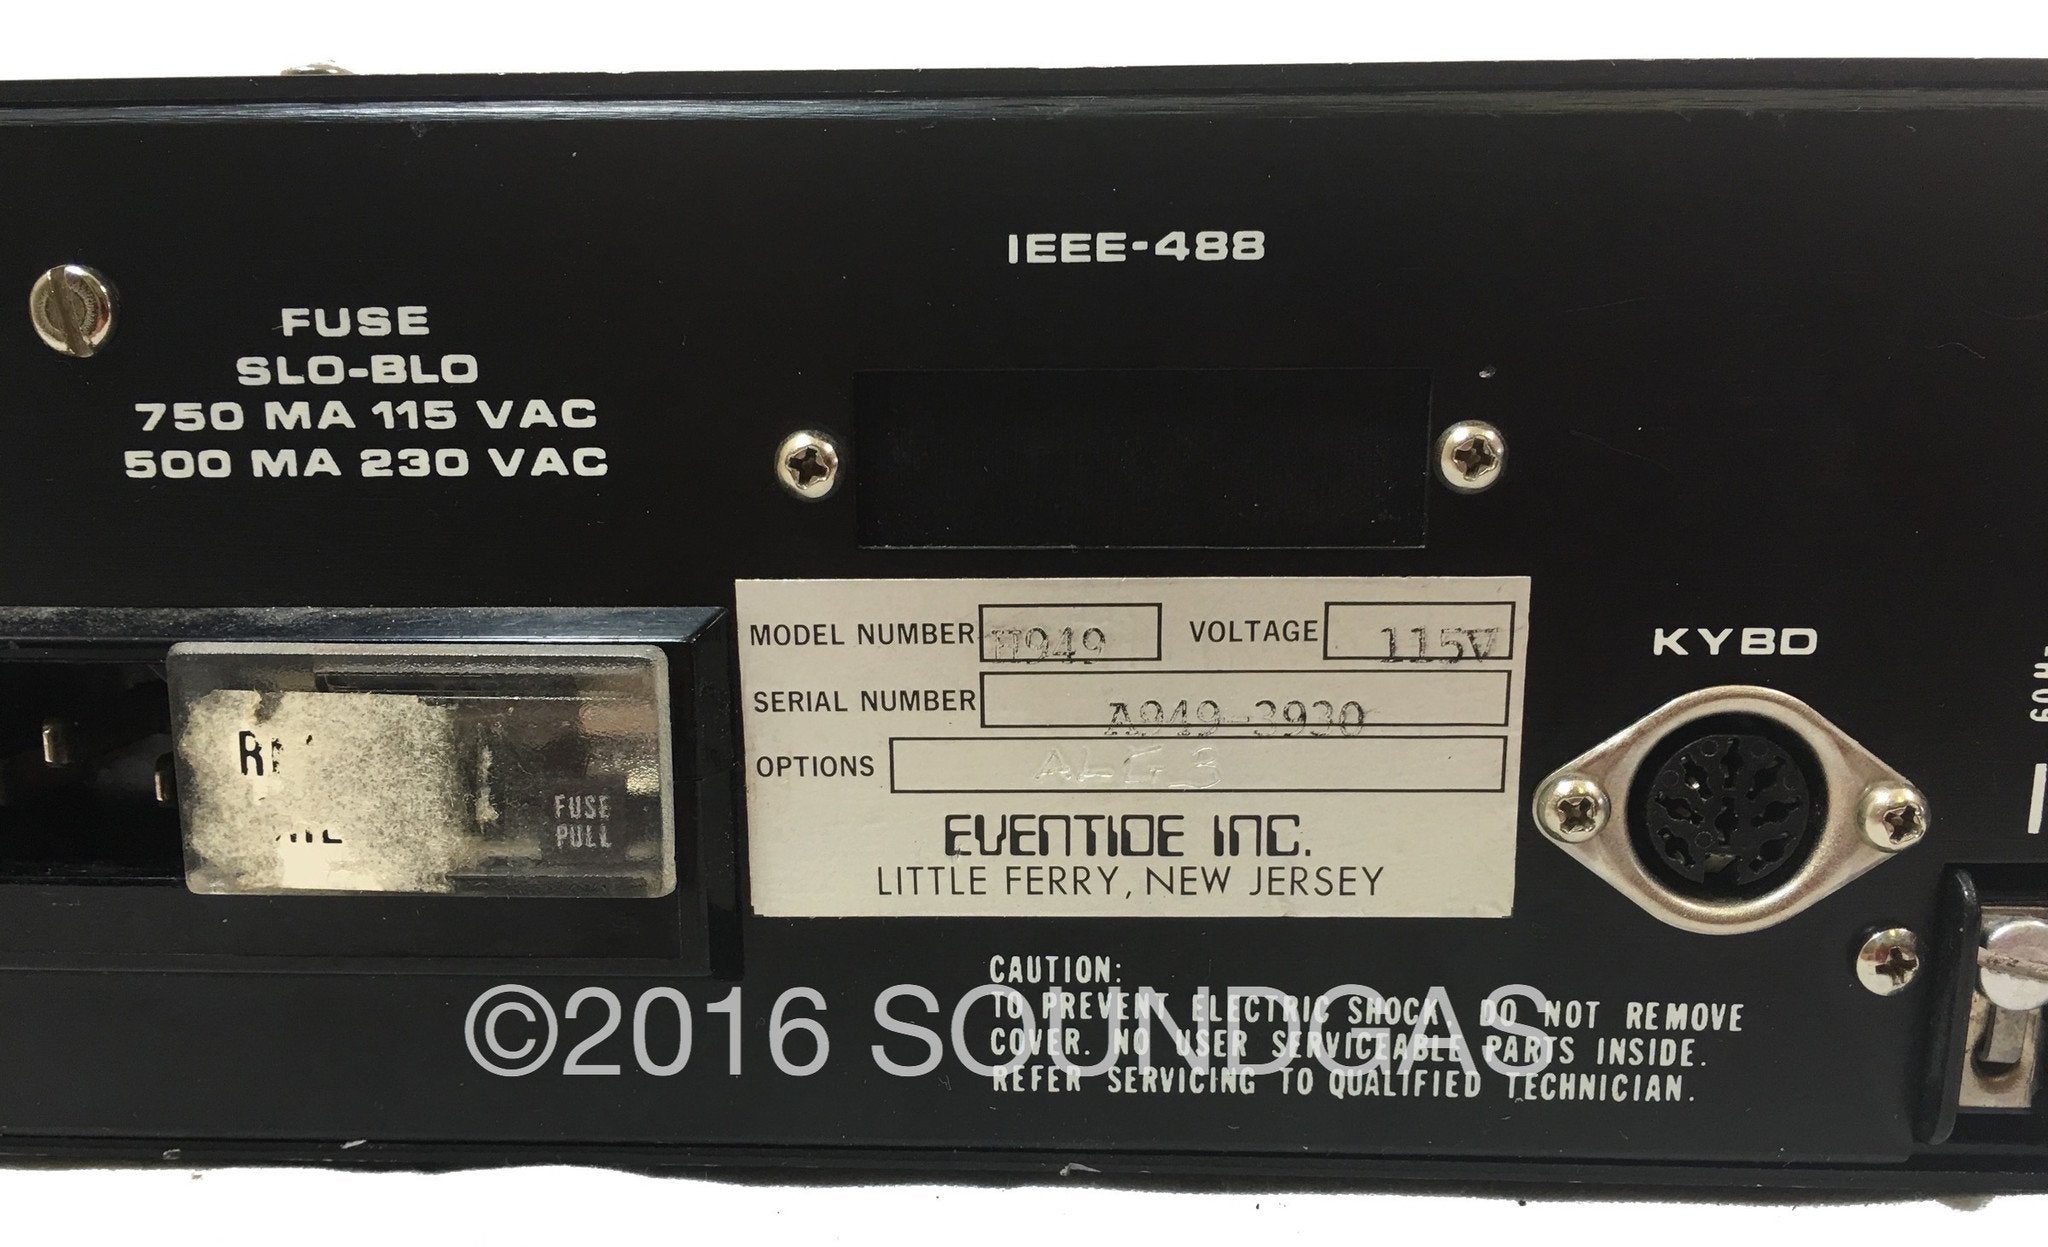 IEEE-488
FUSE
SLO-BLO
750 MA 115 VAC
500 MA 230 VAC
MODEL NUMBER H949 VOLTAGE 115V
SERIAL NUMBER A949-3930
OPTIONS ALG 3
EVENTIDE INC.
LITTLE FERRY, NEW JERSEY
KYBD
FUSE
PULL
CAUTION:
TO PREVENT ELECTRIC SHOCK, DO NOT REMOVE
COVER. NO USER SERVICEABLE PARTS INSIDE.
REFER SERVICING TO QUALIFIED TECHNICIAN.
©2016 SOUNDGAS